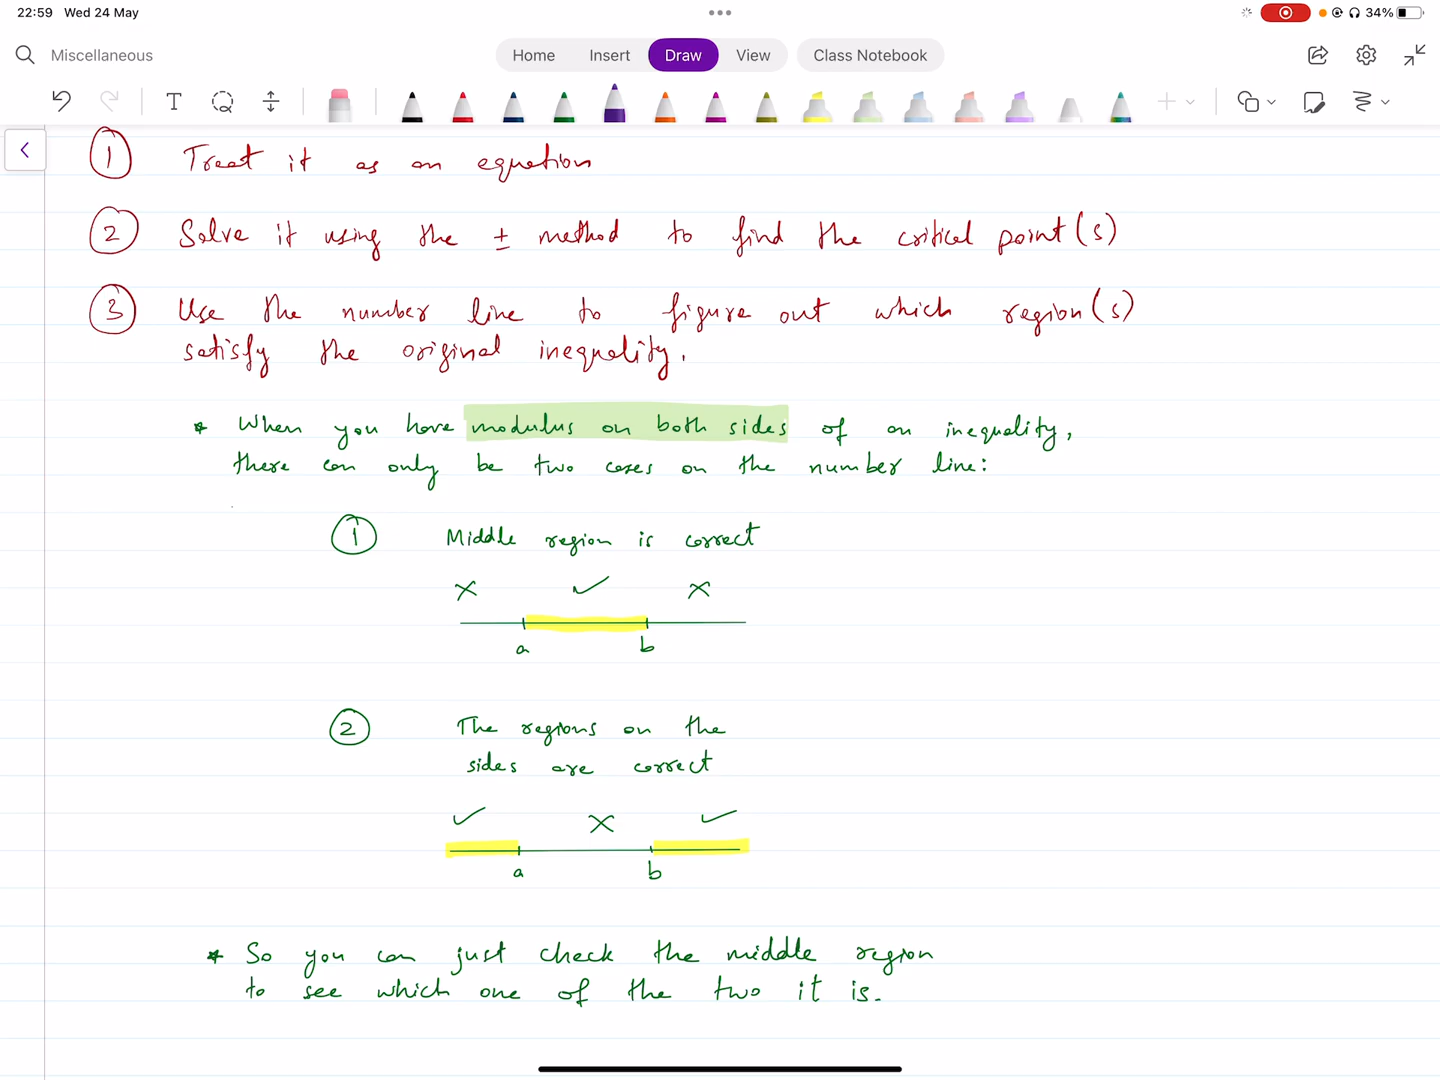 22:59 Wed 24 May
34%
Miscellaneous
Home Insert Draw View Class Notebook
T
1 Treat it as an equation
2 Solve it using the ± method to find the critical point(s)
3 Use the number line to figure out which region(s)
satisfy the original inequality.
* When you have modulus on both sides of an inequality,
there can only be two cases on the number line:
1 Middle region is correct
× ✓ ×
a b
2 The regions on the
sides are correct
✓ × ✓
a b
* So you can just check the middle region
to see which one of the two it is.